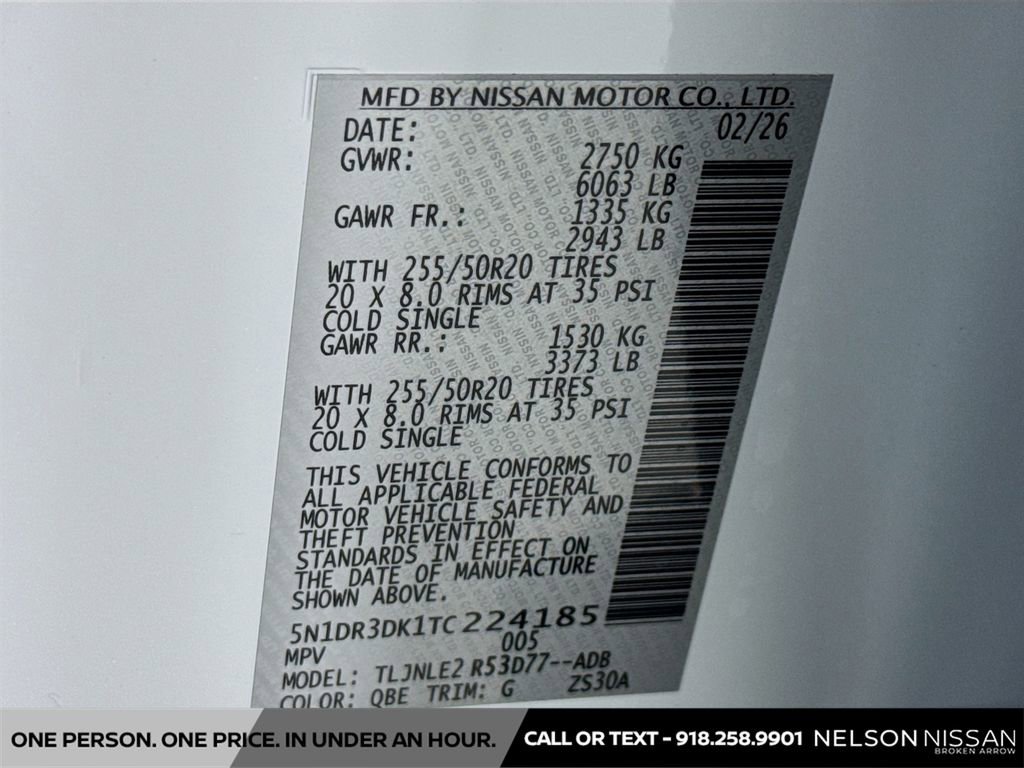 MFD BY NISSAN MOTOR CO., LTD.
DATE: 02/26
GVWR: 2750 KG
6063 LB
GAWR FR.: 1335 KG
2943 LB
WITH 255/50R20 TIRES
20 X 8.0 RIMS AT 35 PSI
COLD SINGLE
GAWR RR.: 1530 KG
3373 LB
WITH 255/50R20 TIRES
20 X 8.0 RIMS AT 35 PSI
COLD SINGLE
THIS VEHICLE CONFORMS TO
ALL APPLICABLE FEDERAL
MOTOR VEHICLE SAFETY AND
THEFT PREVENTION
STANDARDS IN EFFECT ON
THE DATE OF MANUFACTURE
SHOWN ABOVE.
5N1DR3DK1TC224185
MPV 005
MODEL: TLJNLE2 R53D77--ADB
COLOR: QBE TRIM: G ZS30A
ONE PERSON. ONE PRICE. IN UNDER AN HOUR.
CALL OR TEXT - 918.258.9901
NELSON NISSAN
BROKEN ARROW